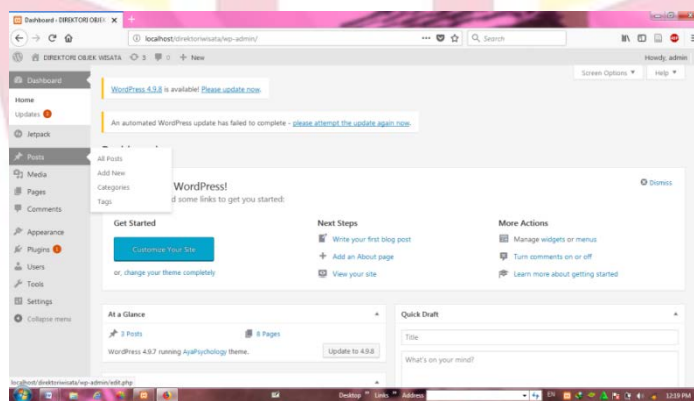 Dashboard - DIREKTORI OBJEK
localhost/direktoriwisata/wp-admin/
Search
DIREKTORI OBJEK WISATA 3 0 + New
Howdy, admin
Screen Options Help
Dashboard
Home
Updates 1
Jetpack
Posts
Media
Pages
Comments
Appearance
Plugins 1
Users
Tools
Settings
Collapse menu
All Posts
Add New
Categories
Tags
WordPress 4.9.8 is available! Please update now.
An automated WordPress update has failed to complete - please attempt the update again now.
WordPress!
d some links to get you started:
Dismiss
Get Started
Customize Your Site
or, change your theme completely
Next Steps
Write your first blog post
Add an About page
View your site
More Actions
Manage widgets or menus
Turn comments on or off
Learn more about getting started
At a Glance
3 Posts
8 Pages
WordPress 4.9.7 running AyaPsychology theme.
Update to 4.9.8
Quick Draft
Title
What's on your mind?
localhost/direktoriwisata/wp-admin/edit.php
Desktop Links Address
EN
12:19 PM